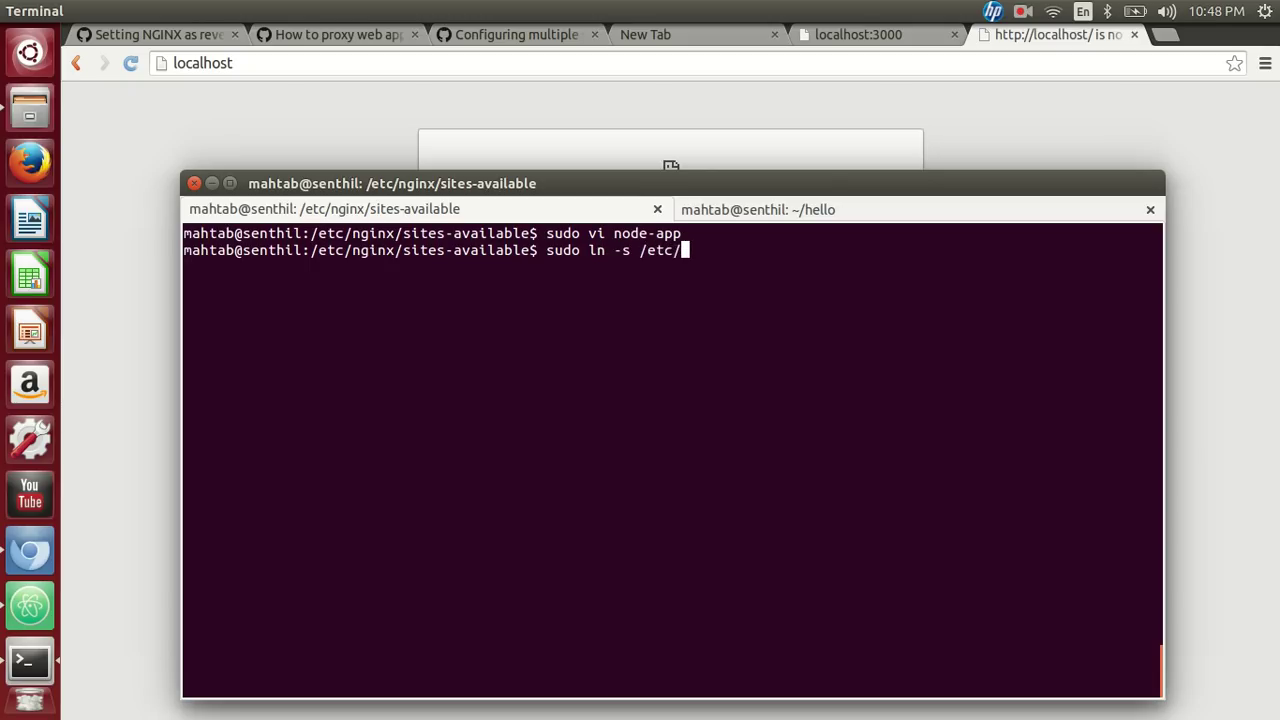 Terminal
En
10:48 PM
Setting NGINX as reve
How to proxy web app
Configuring multiple
New Tab
localhost:3000
http://localhost/ is no
localhost
mahtab@senthil: /etc/nginx/sites-available
mahtab@senthil: /etc/nginx/sites-available
mahtab@senthil: ~/hello
mahtab@senthil:/etc/nginx/sites-available$ sudo vi node-app
mahtab@senthil:/etc/nginx/sites-available$ sudo ln -s /etc/
a
You
Tube
hp
>_